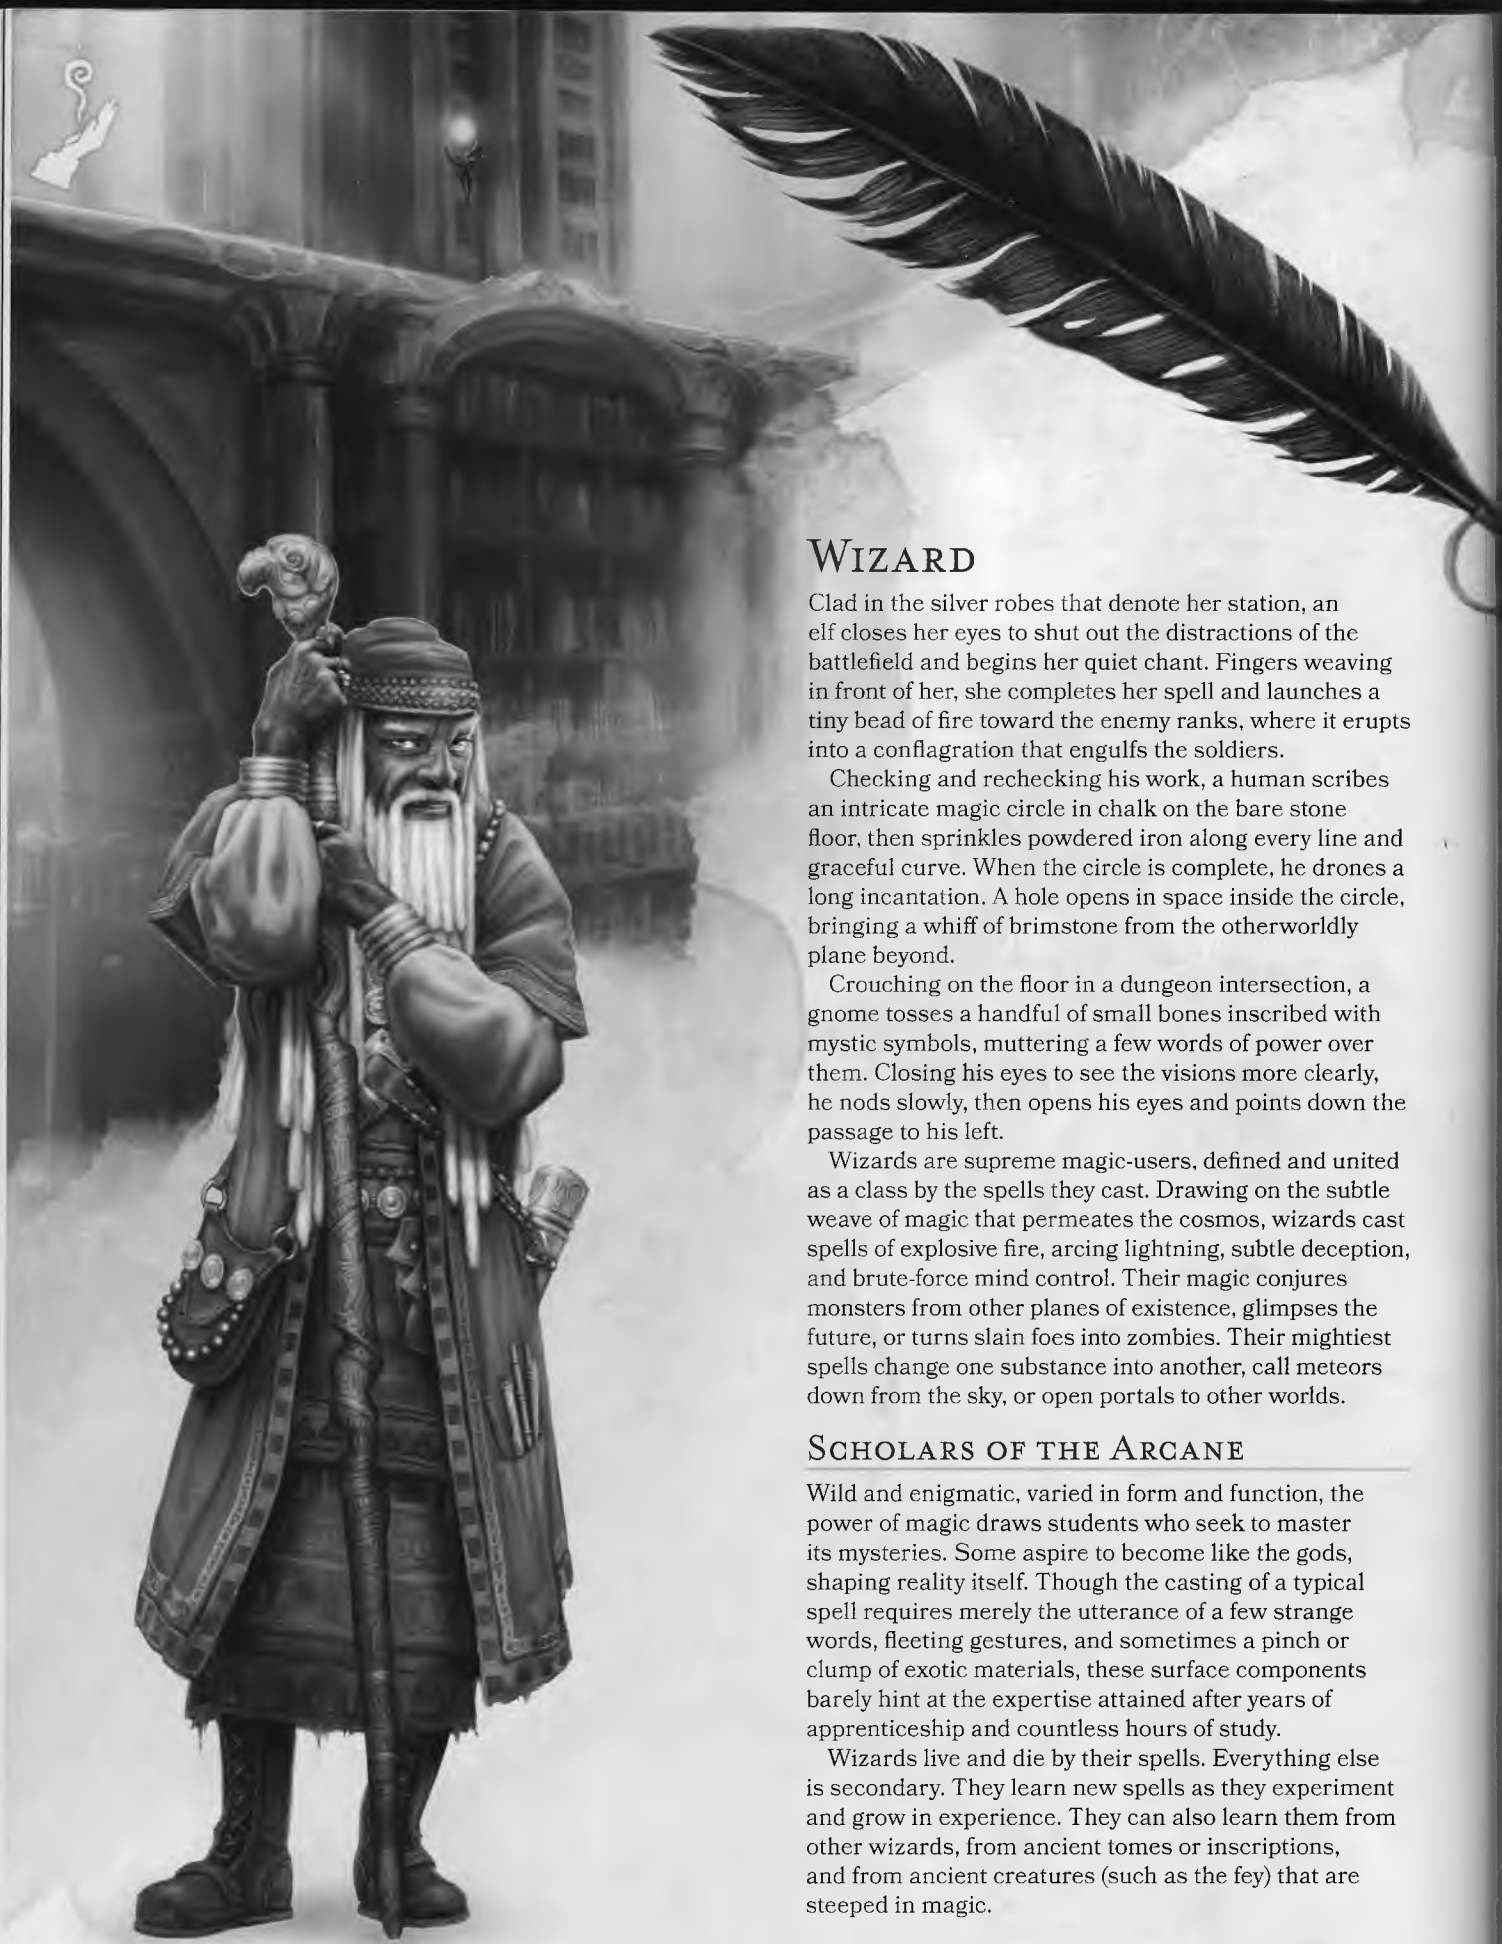 WIZARD
Clad in the silver robes that denote her station, an
elf closes her eyes to shut out the distractions of the
battlefield and begins her quiet chant. Fingers weaving
in front of her, she completes her spell and launches a
tiny bead of fire toward the enemy ranks, where it erupts
into a conflagration that engulfs the soldiers.
Checking and rechecking his work, a human scribes
an intricate magic circle in chalk on the bare stone
floor, then sprinkles powdered iron along every line and
graceful curve. When the circle is complete, he drones a
long incantation. A hole opens in space inside the circle,
bringing a whiff of brimstone from the otherworldly
plane beyond.
Crouching on the floor in a dungeon intersection, a
gnome tosses a handful of small bones inscribed with
mystic symbols, muttering a few words of power over
them. Closing his eyes to see the visions more clearly,
he nods slowly, then opens his eyes and points down the
passage to his left.
Wizards are supreme magic-users, defined and united
as a class by the spells they cast. Drawing on the subtle
weave of magic that permeates the cosmos, wizards cast
spells of explosive fire, arcing lightning, subtle deception,
and brute-force mind control. Their magic conjures
monsters from other planes of existence, glimpses the
future, or turns slain foes into zombies. Their mightiest
spells change one substance into another, call meteors
down from the sky, or open portals to other worlds.
SCHOLARS OF THE ARCANE
Wild and enigmatic, varied in form and function, the
power of magic draws students who seek to master
its mysteries. Some aspire to become like the gods,
shaping reality itself. Though the casting of a typical
spell requires merely the utterance of a few strange
words, fleeting gestures, and sometimes a pinch or
clump of exotic materials, these surface components
barely hint at the expertise attained after years of
apprenticeship and countless hours of study.
Wizards live and die by their spells. Everything else
is secondary. They learn new spells as they experiment
and grow in experience. They can also learn them from
other wizards, from ancient tomes or inscriptions,
and from ancient creatures (such as the fey) that are
steeped in magic.